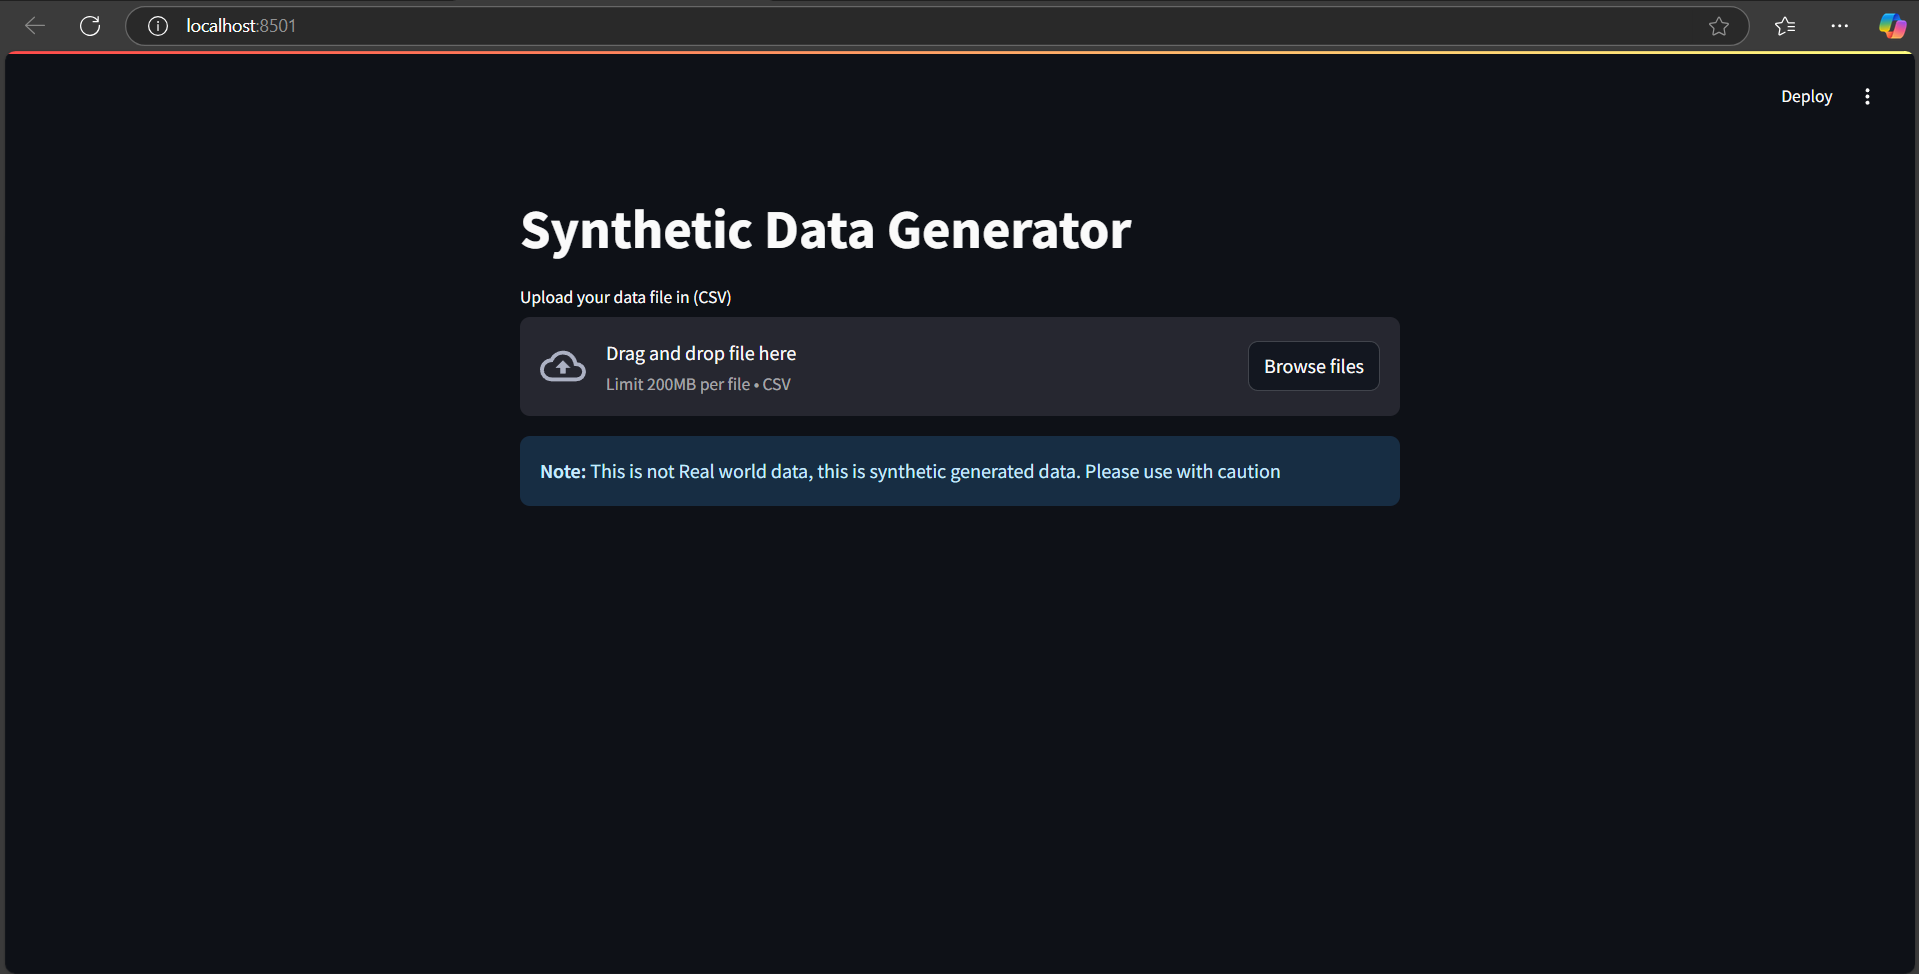 localhost:8501
Deploy
Synthetic Data Generator
Upload your data file in (CSV)
Drag and drop file here
Limit 200MB per file • CSV
Browse files
Note: This is not Real world data, this is synthetic generated data. Please use with caution